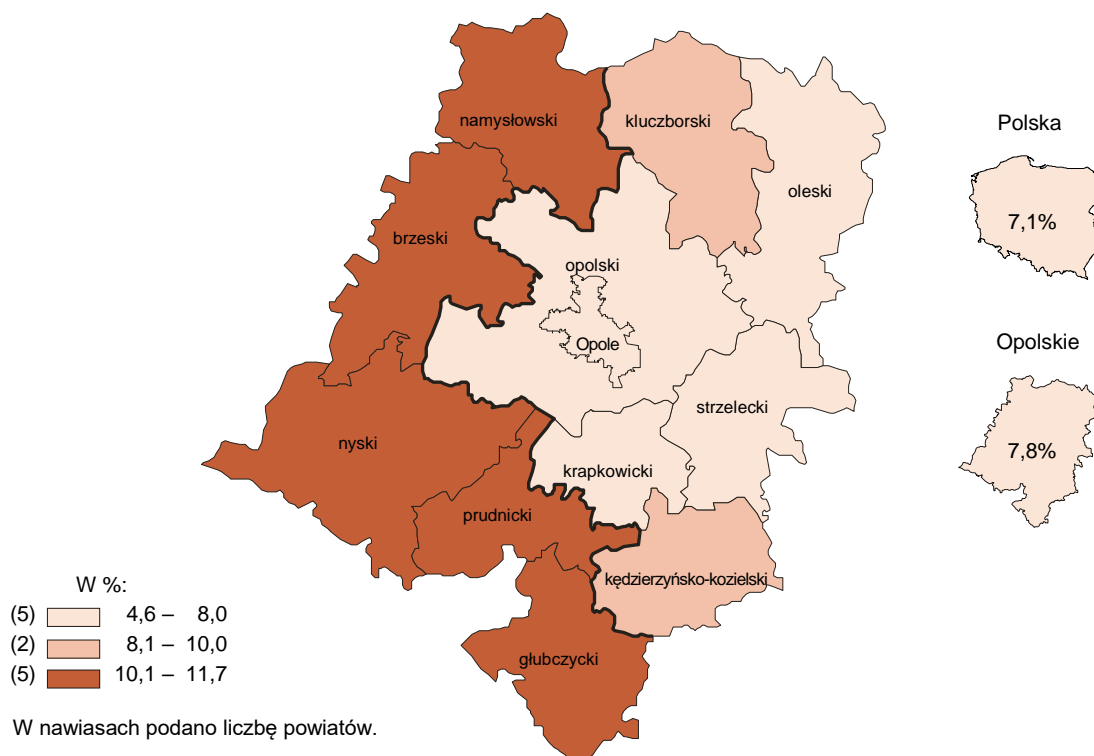 namysłowski
kluczborski
oleski
brzeski
opolski
Opole
strzelecki
nyski
krapkowicki
prudnicki
kędzierzyńsko-kozielski
głubczycki
Polska
7,1%
Opolskie
7,8%
W %:
(5) 4,6 – 8,0
(2) 8,1 – 10,0
(5) 10,1 – 11,7
W nawiasach podano liczbę powiatów.